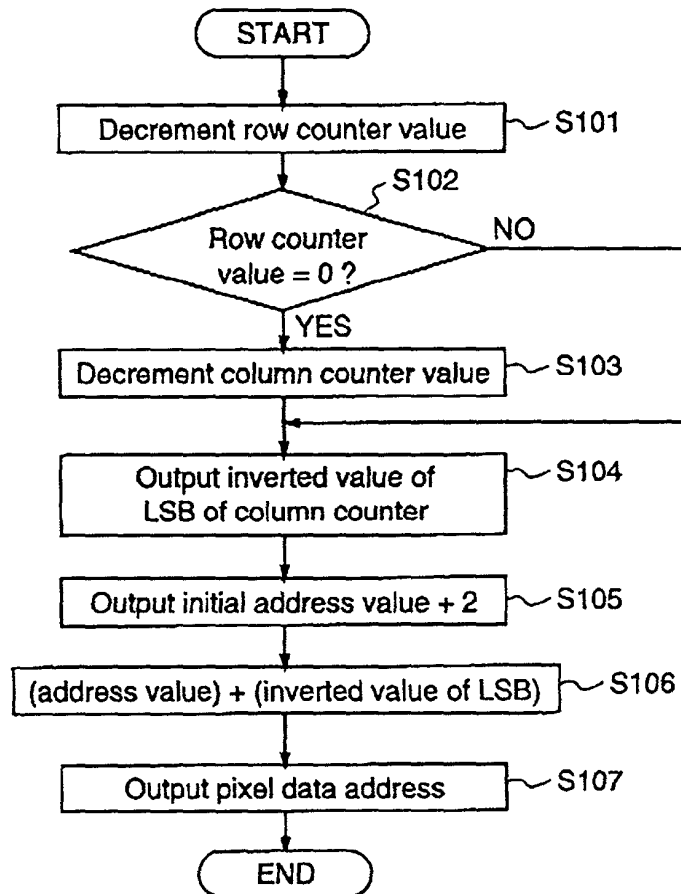 START
Decrement row counter value
S101
S102
Row counter
value = 0 ?
NO
YES
Decrement column counter value
S103
Output inverted value of
LSB of column counter
S104
Output initial address value + 2
S105
(address value) + (inverted value of LSB)
S106
Output pixel data address
S107
END